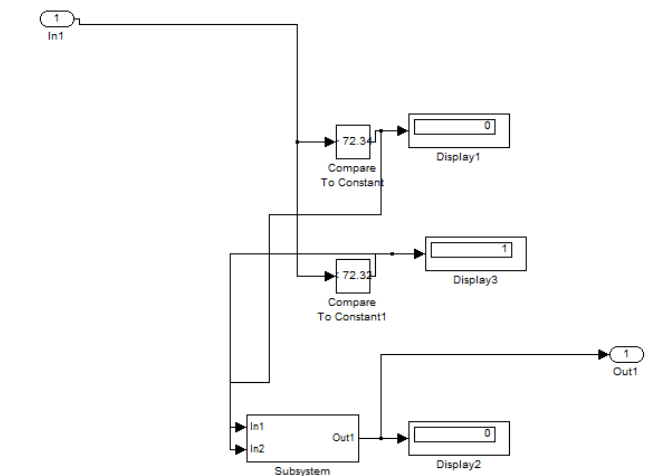 1
In1
72.34
0
Compare
To Constant
Display1
1
< 72.32
Display3
Compare
To Constant1
1
Out1
In1
In2
Out1
0
Subsystem
Display2